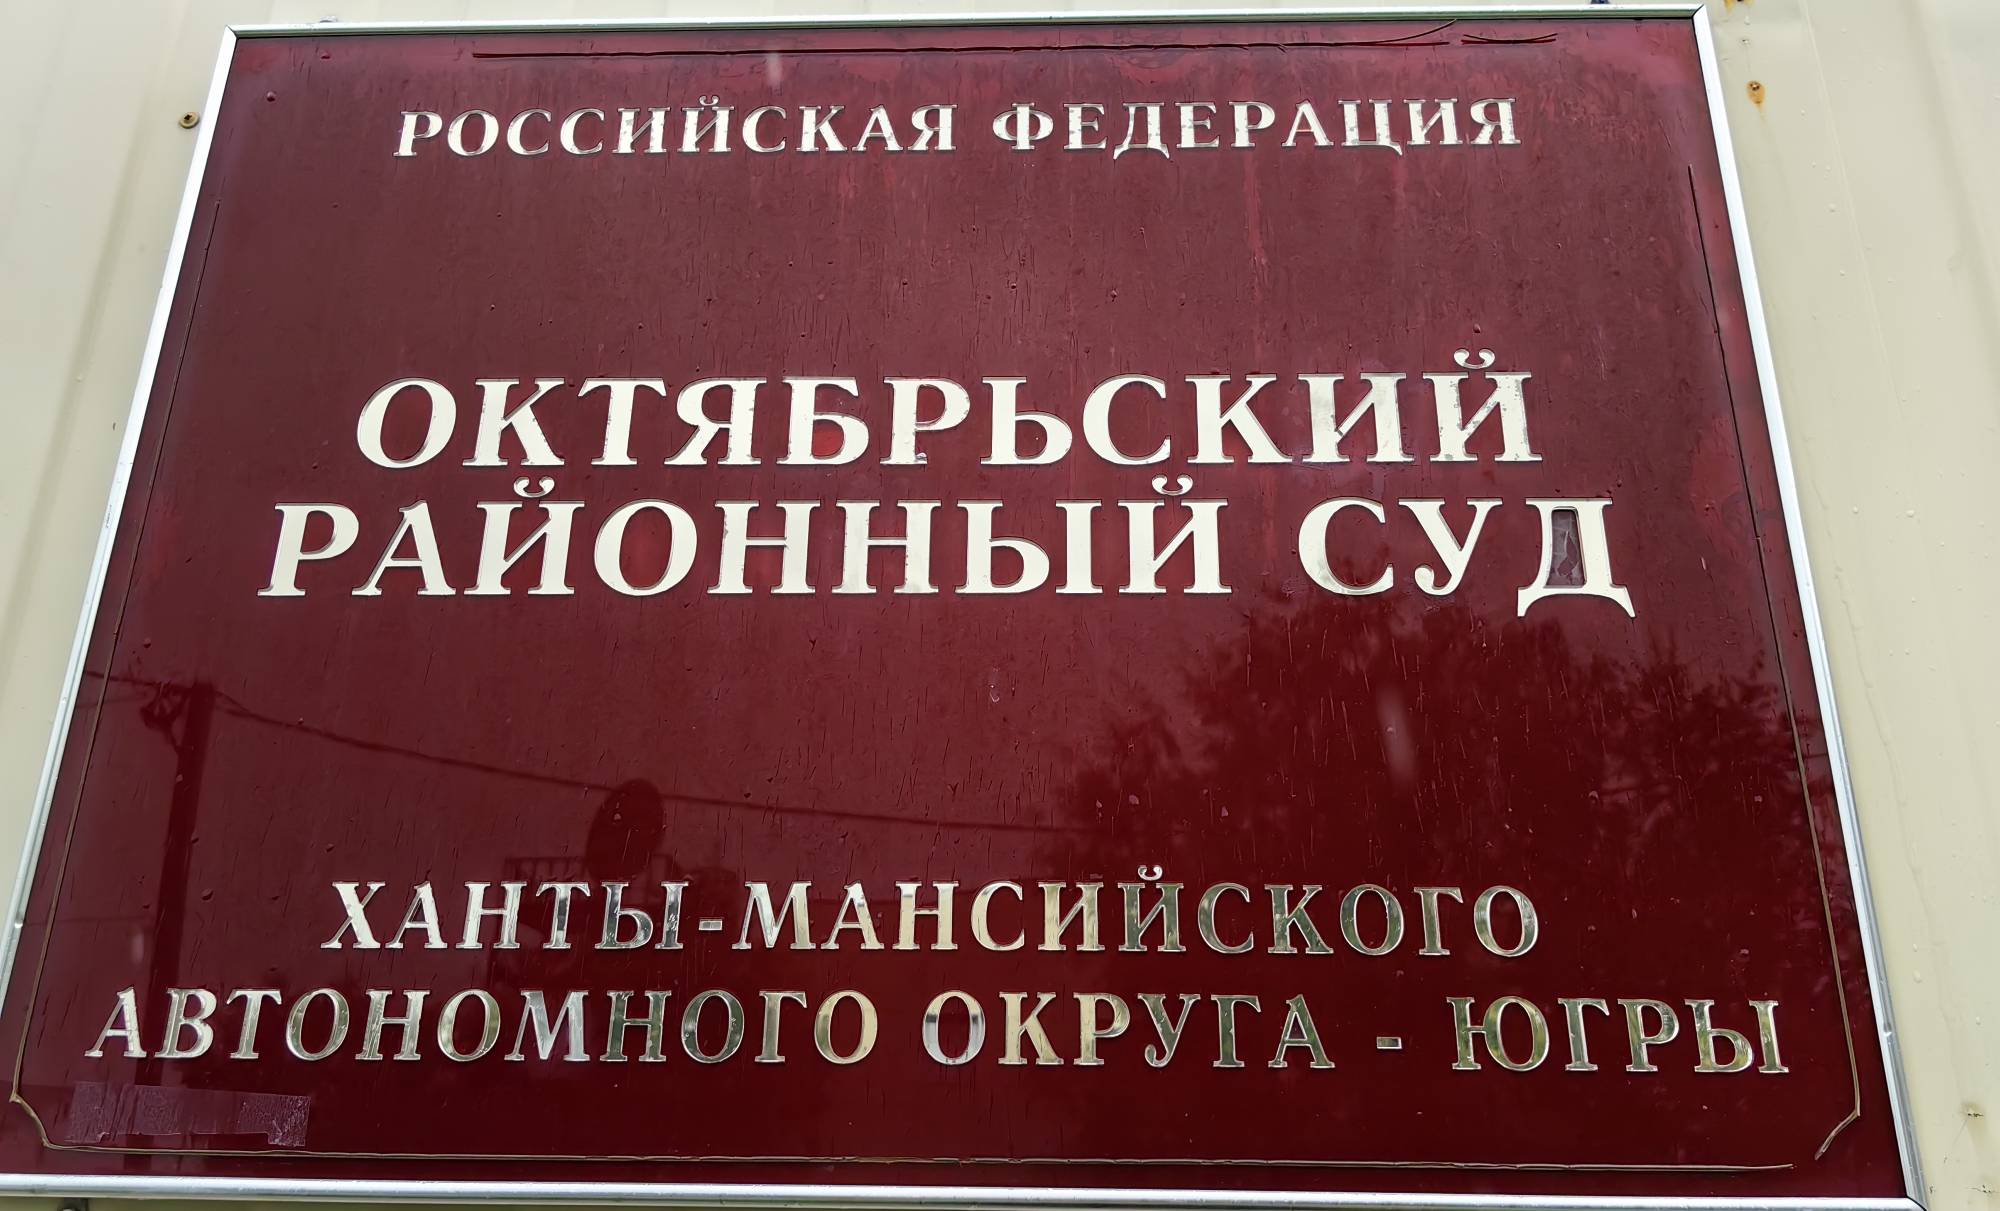 РОССИЙСКАЯ ФЕДЕРАЦИЯ
ОКТЯБРЬСКИЙ
РАЙОННЫЙ СУД
ХАНТЫ-МАНСИЙСКОГО
АВТОНОМНОГО ОКРУГА - ЮГРЫ